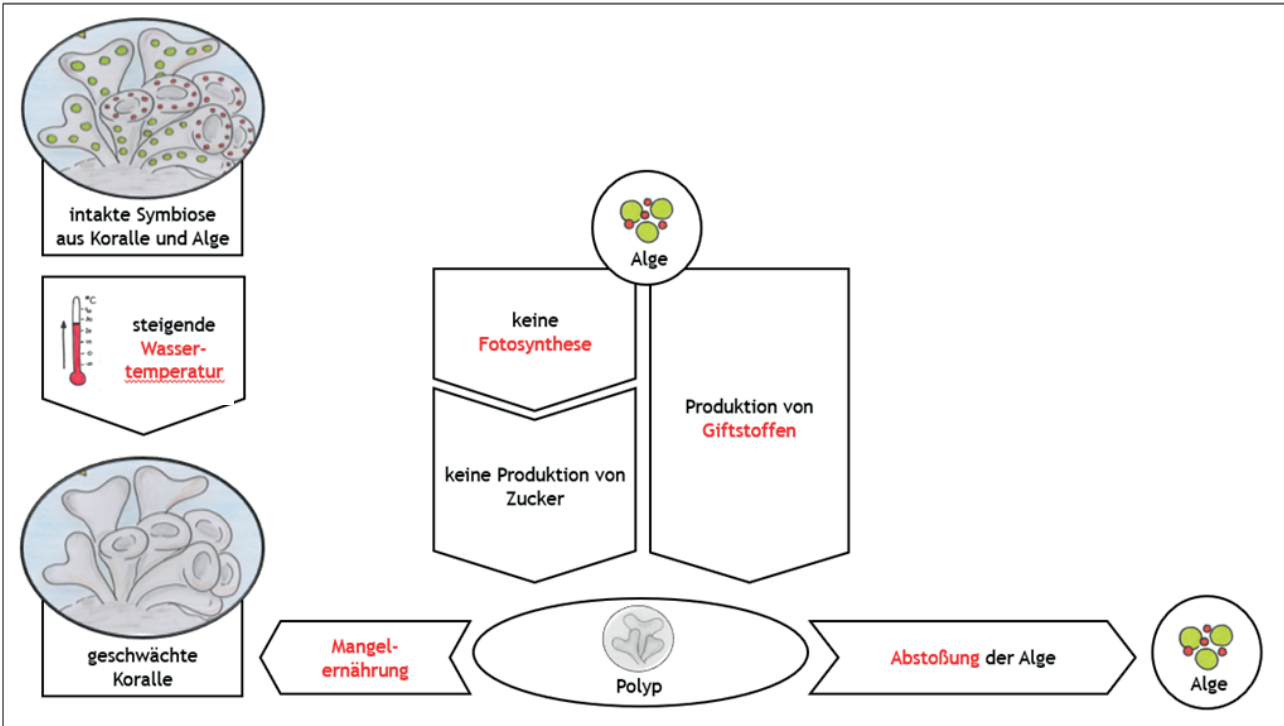 intakte Symbiose
aus Koralle und Alge
°C
steigende
Wasser-
temperatur
geschwächte
Koralle
Alge
keine
Fotosynthese
keine Produktion von
Zucker
Produktion von
Giftstoffen
Mangel-
ernährung
Polyp
Abstoßung der Alge
Alge